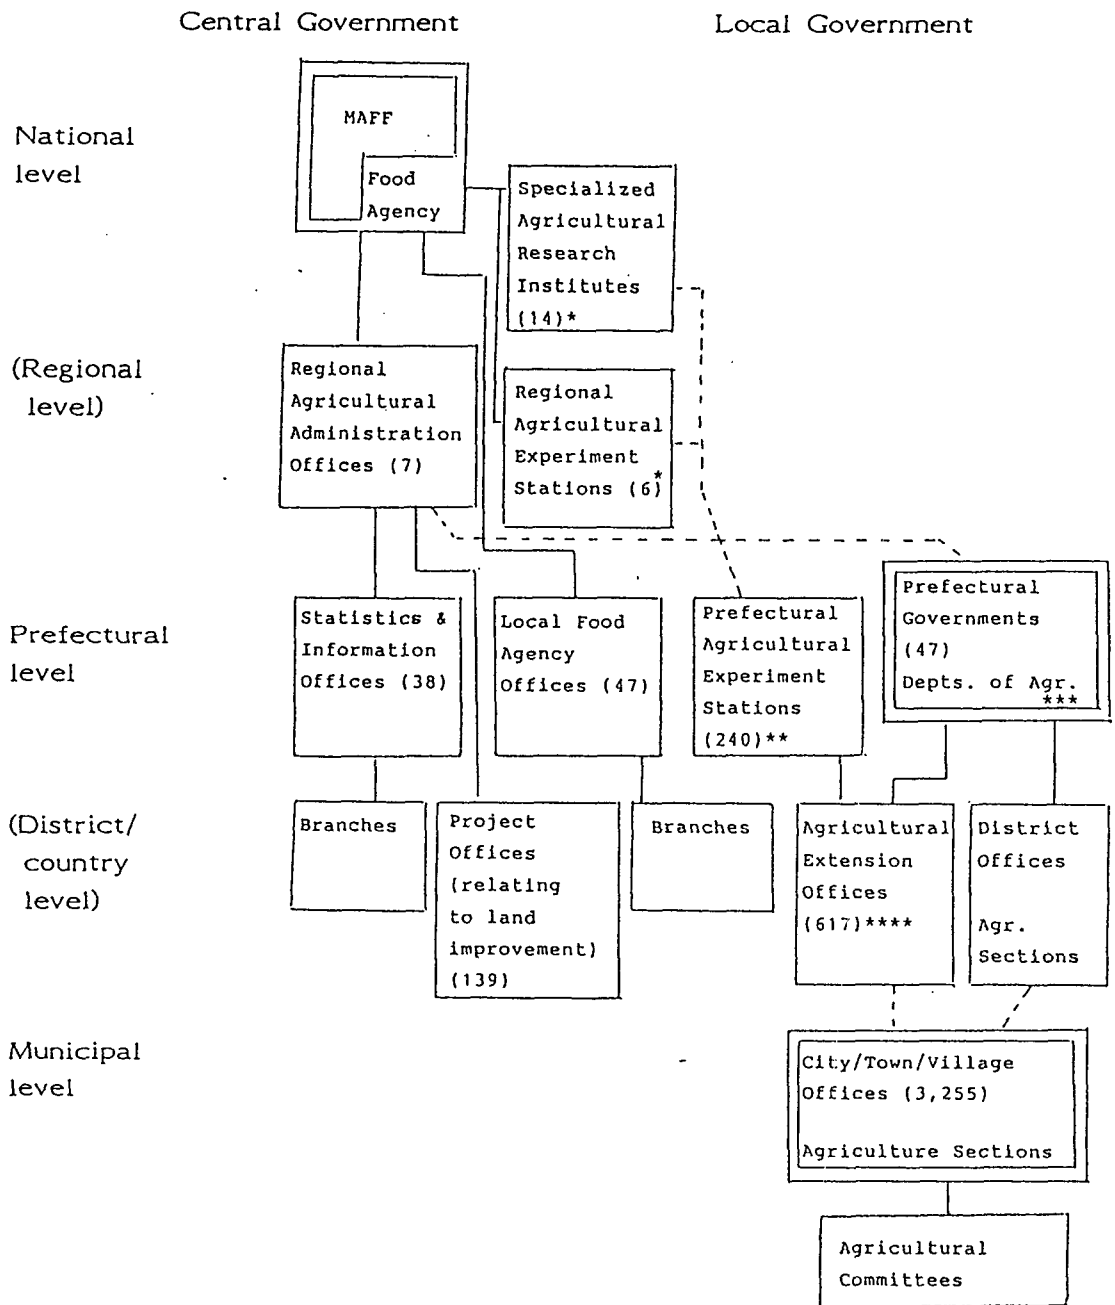 Central Government
Local Government
National
level
MAFF
Food
Agency
Specialized
Agricultural
Research
Institutes
(14)*
(Regional
level)
Regional
Agricultural
Administration
Offices (7)
Regional
Agricultural
Experiment
Stations (6)*
Prefectural
level
Statistics &
Information
Offices (38)
Local Food
Agency
Offices (47)
Prefectural
Agricultural
Experiment
Stations
(240)**
Prefectural
Governments
(47)
Depts. of Agr.
***
(District/
country
level)
Branches
Project
Offices
(relating
to land
improvement)
(139)
Branches
Agricultural
Extension
Offices
(617)****
District
Offices
Agr.
Sections
Municipal
level
City/Town/Village
Offices (3,255)
Agriculture Sections
Agricultural
Committees